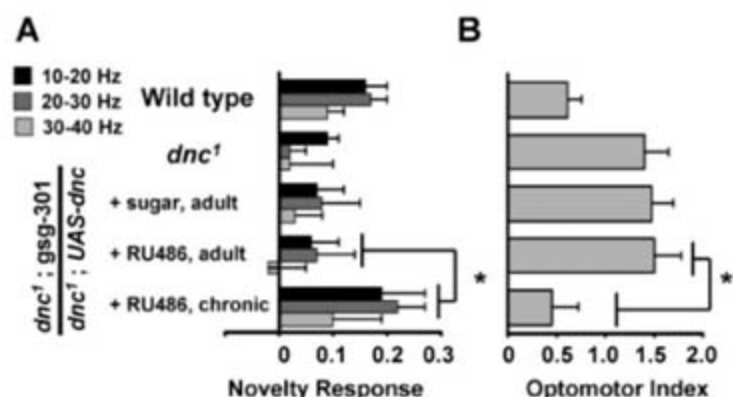 A
B
10-20 Hz
20-30 Hz
30-40 Hz
Wild type
dnc¹
dnc¹ ; gsg-301
dnc¹ ; UAS-dnc
+ sugar, adult
+ RU486, adult
+ RU486, chronic
*
*
0 0.1 0.2 0.3
Novelty Response
0 0.5 1.0 1.5 2.0
Optomotor Index